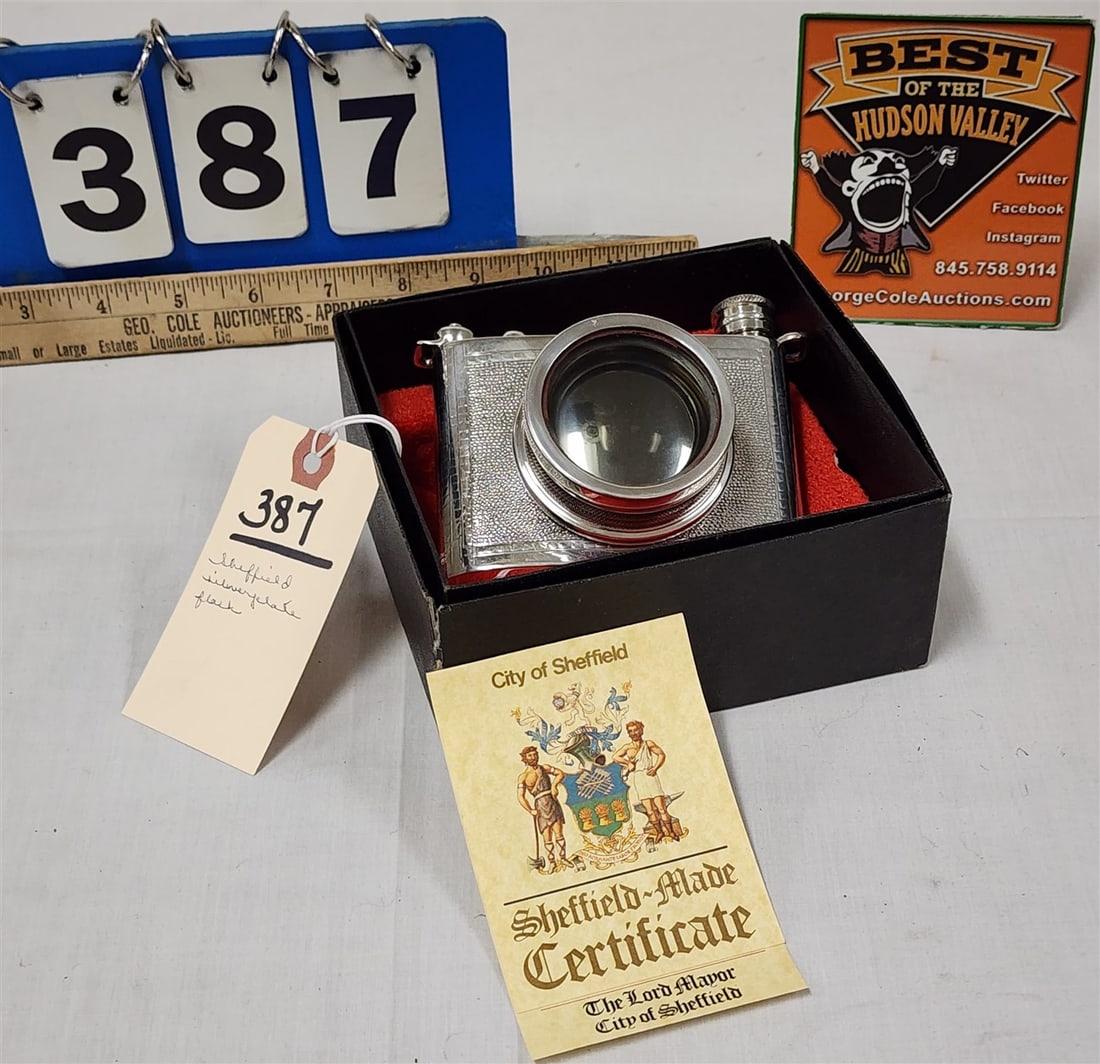 387
BEST
OF THE
HUDSON VALLEY
Twitter
Facebook
Instagram
845.758.9114
orgeColeAuctions.com
3 4 5 6 7 8 9 10
GEO. COLE AUCTIONEERS - APPRAISERS
mall or Large Estates Liquidated - Lic. Full Time
387
Sheffield
silverplate
flask
City of Sheffield
Sheffield-Made
Certificate
The Lord Mayor
City of Sheffield